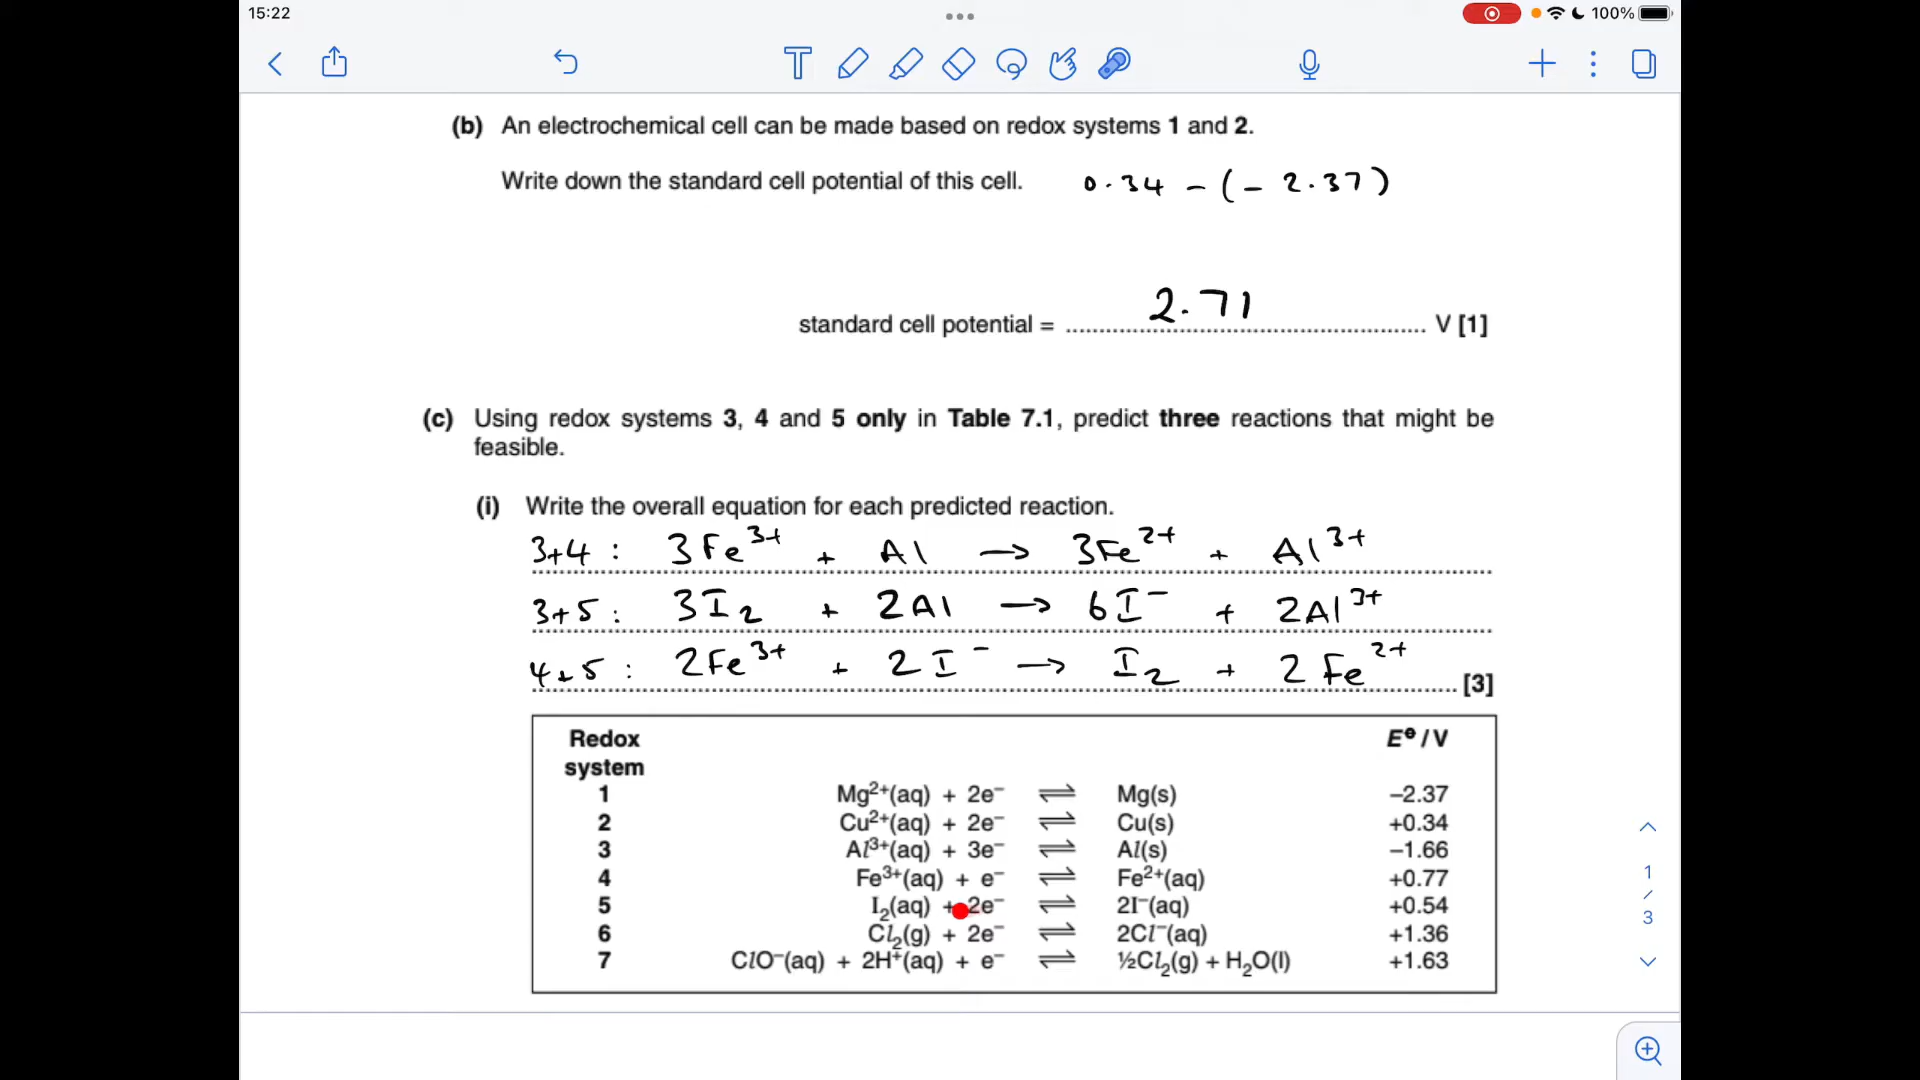 15:22
100%
(b) An electrochemical cell can be made based on redox systems 1 and 2.
Write down the standard cell potential of this cell. 0.34 - (- 2.37)
standard cell potential = ........ 2.71 ........ V [1]
(c) Using redox systems 3, 4 and 5 only in Table 7.1, predict three reactions that might be
feasible.
(i) Write the overall equation for each predicted reaction.
3+4 : 3Fe³⁺ + Al → 3Fe²⁺ + Al³⁺
3+5 : 3I₂ + 2Al → 6I⁻ + 2Al³⁺
4+5 : 2Fe³⁺ + 2I⁻ → I₂ + 2Fe²⁺ [3]
Redox system E⦵/V
1 Mg²⁺(aq) + 2e⁻ ⇌ Mg(s) –2.37
2 Cu²⁺(aq) + 2e⁻ ⇌ Cu(s) +0.34
3 Al³⁺(aq) + 3e⁻ ⇌ Al(s) –1.66
4 Fe³⁺(aq) + e⁻ ⇌ Fe²⁺(aq) +0.77
5 I₂(aq) + 2e⁻ ⇌ 2I⁻(aq) +0.54
6 Cl₂(g) + 2e⁻ ⇌ 2Cl⁻(aq) +1.36
7 ClO⁻(aq) + 2H⁺(aq) + e⁻ ⇌ ½Cl₂(g) + H₂O(l) +1.63
1
/
3